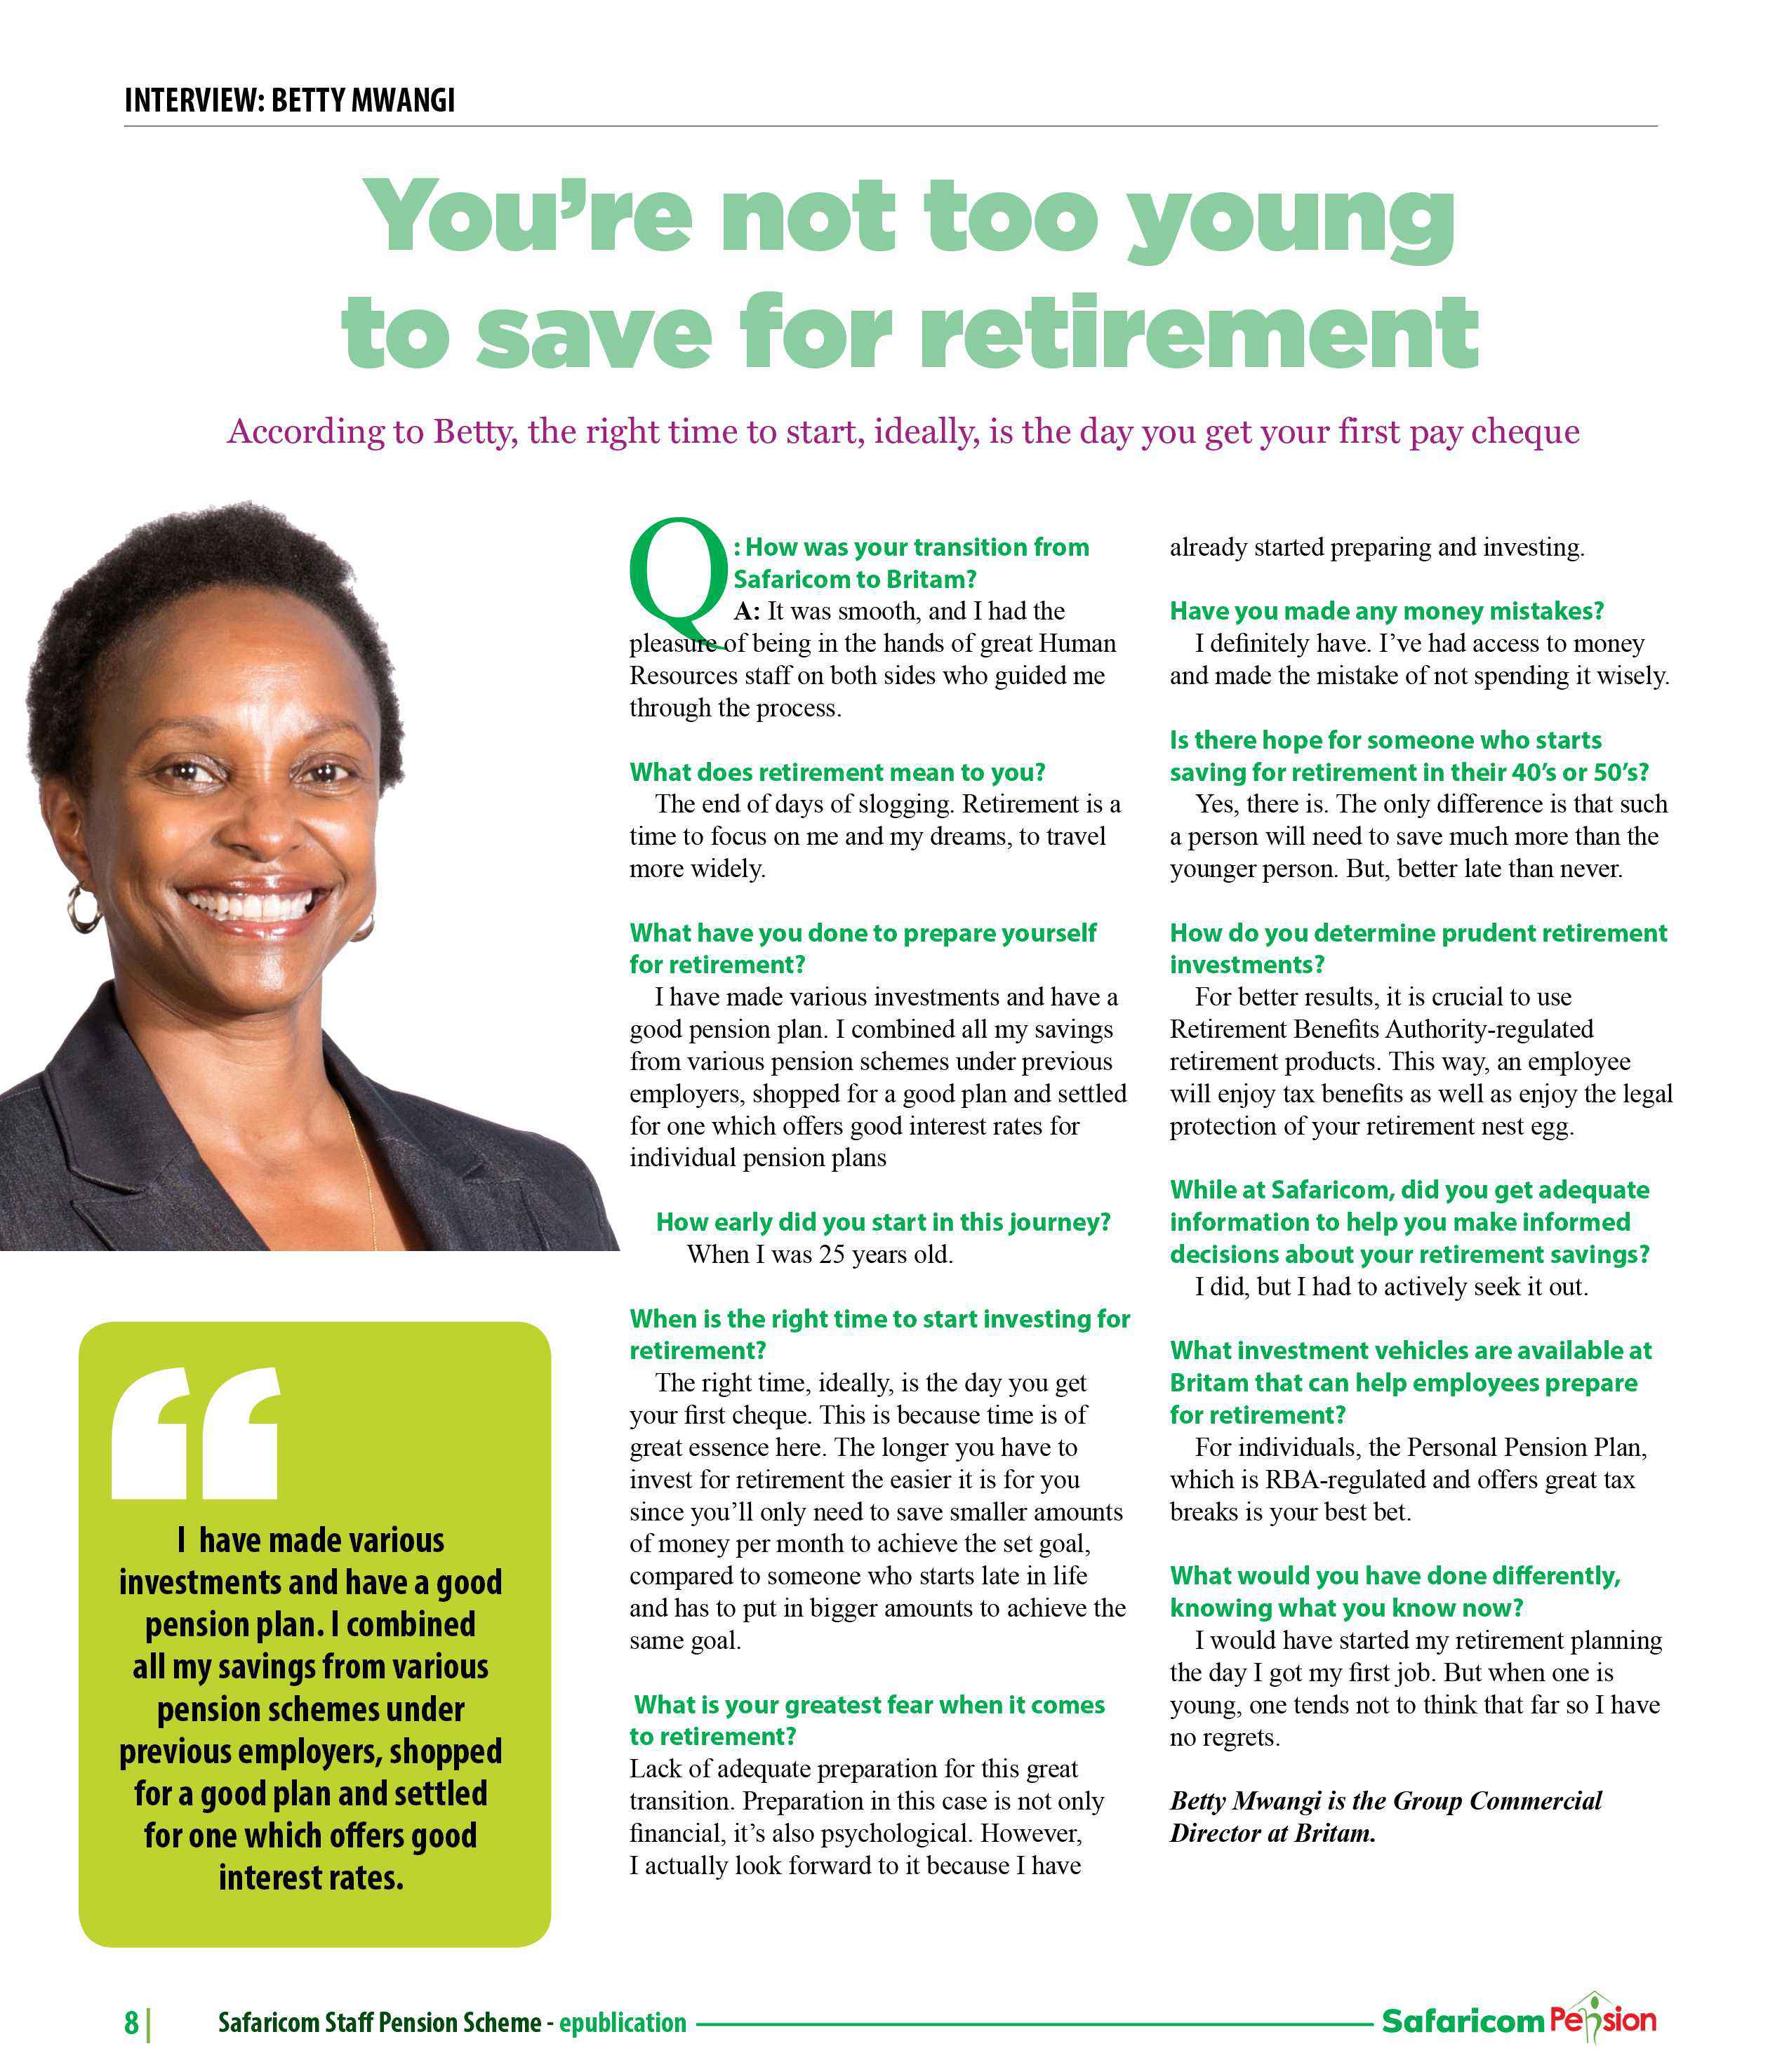 INTERVIEW: BETTY MWANGI
You’re not too young
to save for retirement
According to Betty, the right time to start, ideally, is the day you get your first pay cheque
Q: How was your transition from
Safaricom to Britam?
A: It was smooth, and I had the
pleasure of being in the hands of great Human
Resources staff on both sides who guided me
through the process.
What does retirement mean to you?
The end of days of slogging. Retirement is a
time to focus on me and my dreams, to travel
more widely.
What have you done to prepare yourself
for retirement?
I have made various investments and have a
good pension plan. I combined all my savings
from various pension schemes under previous
employers, shopped for a good plan and settled
for one which offers good interest rates for
individual pension plans
How early did you start in this journey?
When I was 25 years old.
When is the right time to start investing for
retirement?
The right time, ideally, is the day you get
your first cheque. This is because time is of
great essence here. The longer you have to
invest for retirement the easier it is for you
since you’ll only need to save smaller amounts
of money per month to achieve the set goal,
compared to someone who starts late in life
and has to put in bigger amounts to achieve the
same goal.
What is your greatest fear when it comes
to retirement?
Lack of adequate preparation for this great
transition. Preparation in this case is not only
financial, it’s also psychological. However,
I actually look forward to it because I have
already started preparing and investing.
Have you made any money mistakes?
I definitely have. I’ve had access to money
and made the mistake of not spending it wisely.
Is there hope for someone who starts
saving for retirement in their 40’s or 50’s?
Yes, there is. The only difference is that such
a person will need to save much more than the
younger person. But, better late than never.
How do you determine prudent retirement
investments?
For better results, it is crucial to use
Retirement Benefits Authority-regulated
retirement products. This way, an employee
will enjoy tax benefits as well as enjoy the legal
protection of your retirement nest egg.
While at Safaricom, did you get adequate
information to help you make informed
decisions about your retirement savings?
I did, but I had to actively seek it out.
What investment vehicles are available at
Britam that can help employees prepare
for retirement?
For individuals, the Personal Pension Plan,
which is RBA-regulated and offers great tax
breaks is your best bet.
What would you have done differently,
knowing what you know now?
I would have started my retirement planning
the day I got my first job. But when one is
young, one tends not to think that far so I have
no regrets.
Betty Mwangi is the Group Commercial
Director at Britam.
“
I have made various
investments and have a good
pension plan. I combined
all my savings from various
pension schemes under
previous employers, shopped
for a good plan and settled
for one which offers good
interest rates.
8 |
Safaricom Staff Pension Scheme - epublication
Safaricom Pension